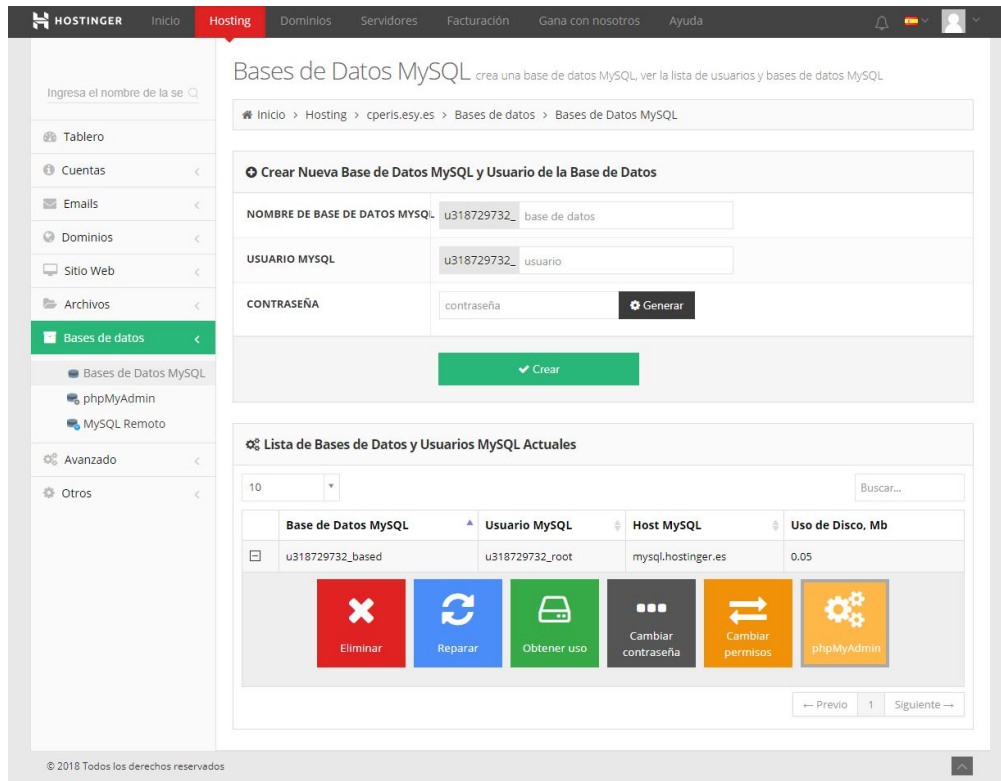 HOSTINGER Inicio Hosting Dominios Servidores Facturación Gana con nosotros Ayuda
Ingresa el nombre de la se
Tablero
Cuentas
Emails
Dominios
Sitio Web
Archivos
Bases de datos
Bases de Datos MySQL
phpMyAdmin
MySQL Remoto
Avanzado
Otros
Bases de Datos MySQL crea una base de datos MySQL, ver la lista de usuarios y bases de datos MySQL
Inicio > Hosting > cperis.esy.es > Bases de datos > Bases de Datos MySQL
Crear Nueva Base de Datos MySQL y Usuario de la Base de Datos
NOMBRE DE BASE DE DATOS MYSQL u318729732_ base de datos
USUARIO MYSQL u318729732_ usuario
CONTRASEÑA contraseña Generar
Crear
Lista de Bases de Datos y Usuarios MySQL Actuales
10 Buscar...
Base de Datos MySQL Usuario MySQL Host MySQL Uso de Disco, Mb
u318729732_based u318729732_root mysql.hostinger.es 0.05
Eliminar Reparar Obtener uso Cambiar contraseña Cambiar permisos phpMyAdmin
← Previo 1 Siguiente →
© 2018 Todos los derechos reservados